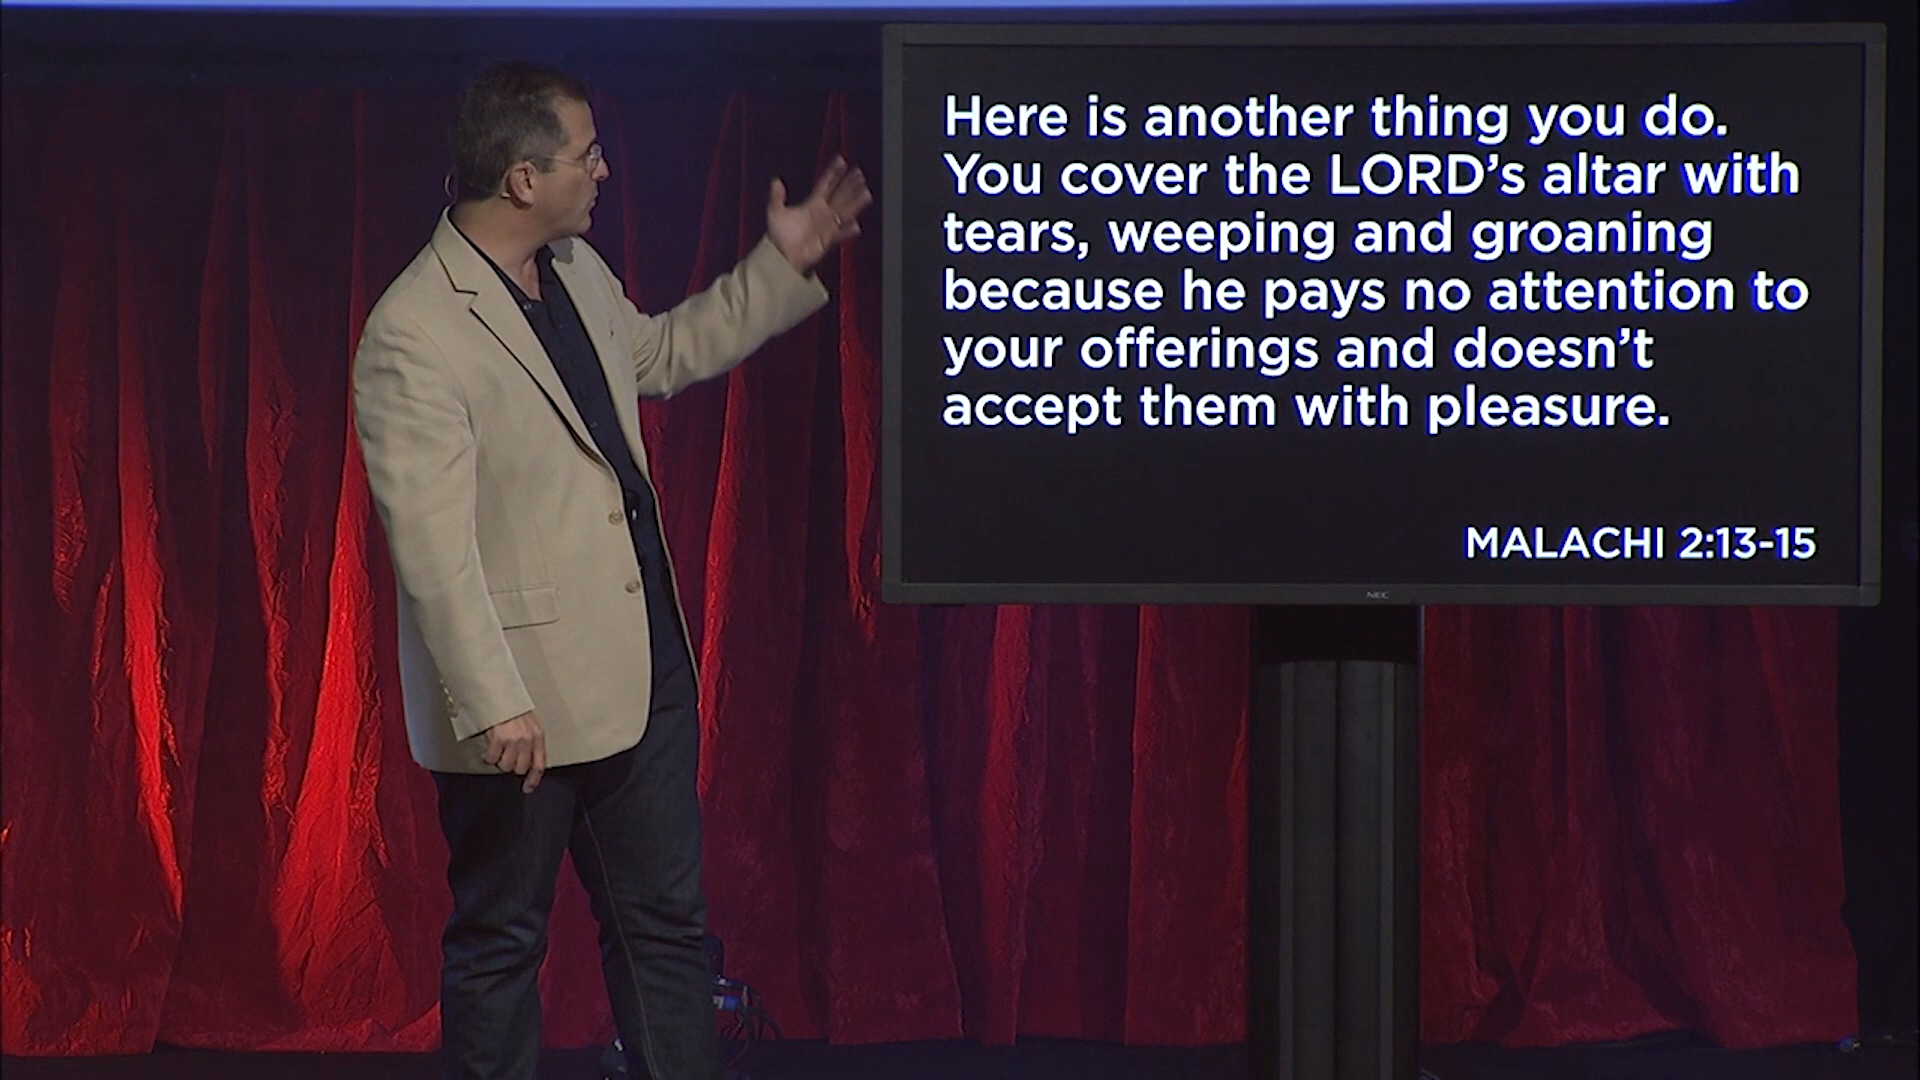 Here is another thing you do.
You cover the LORD’s altar with
tears, weeping and groaning
because he pays no attention to
your offerings and doesn’t
accept them with pleasure.
MALACHI 2:13-15
NEC